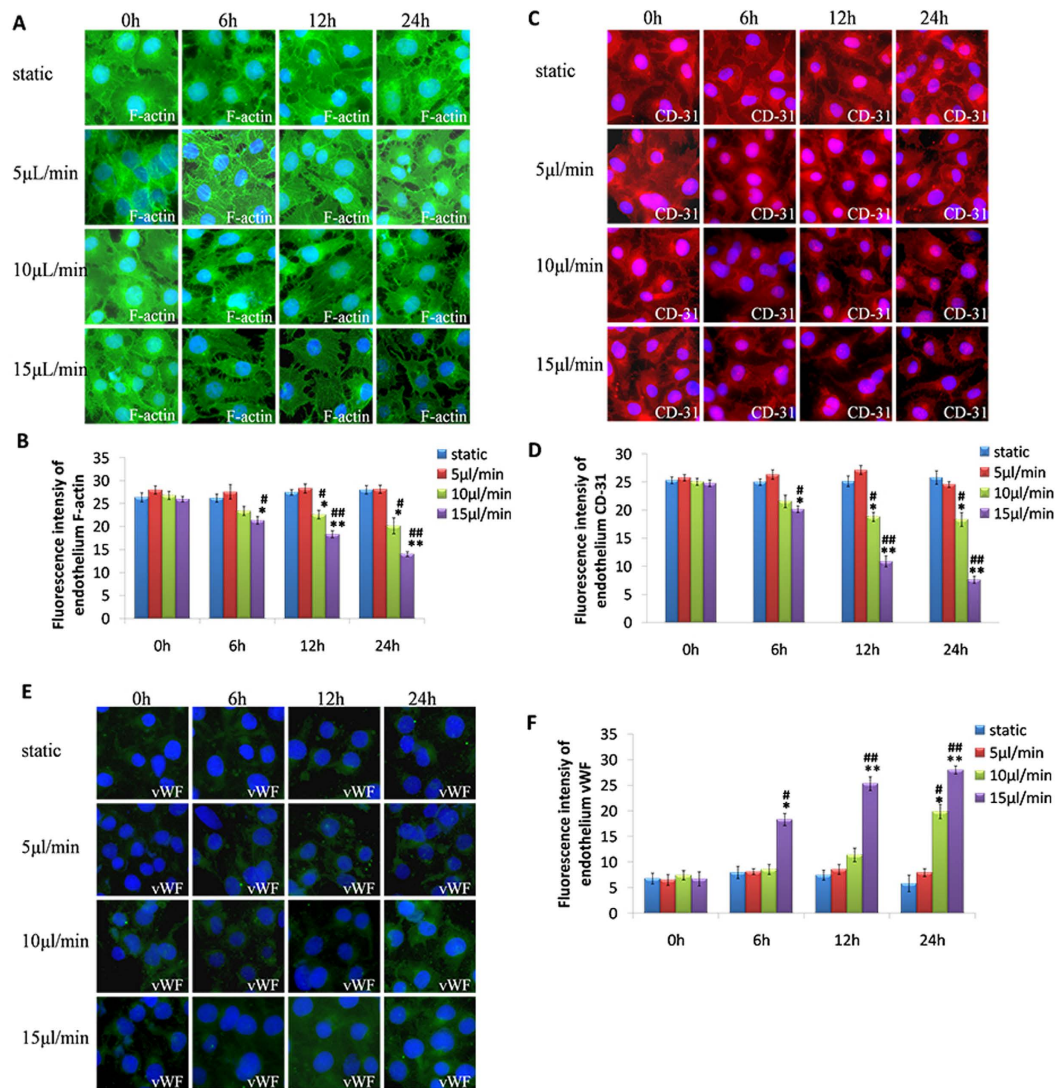 A
0h 6h 12h 24h
static
F-actin F-actin F-actin F-actin
5µL/min
F-actin F-actin F-actin F-actin
10µL/min
F-actin F-actin F-actin F-actin
15µL/min
F-actin F-actin F-actin F-actin
C
0h 6h 12h 24h
static
CD-31 CD-31 CD-31 CD-31
5µl/min
CD-31 CD-31 CD-31 CD-31
10µl/min
CD-31 CD-31 CD-31 CD-31
15µl/min
CD-31 CD-31 CD-31 CD-31
B
Fluorescence intensiy of
endothelium F-actin
35
30
25
20
15
10
5
0
# * # * ## ** # * ## **
0h 6h 12h 24h
static
5µl/min
10µl/min
15µl/min
D
Fluorescence intensiy of
endothelium CD-31
30
25
20
15
10
5
0
# * # * ## ** # * ## **
0h 6h 12h 24h
static
5µl/min
10µl/min
15µl/min
E
0h 6h 12h 24h
static
vWF vWF vWF vWF
5µl/min
vWF vWF vWF vWF
10µl/min
vWF vWF vWF vWF
15µl/min
vWF vWF vWF vWF
F
Fluorescence intensiy of
endothelium vWF
35
30
25
20
15
10
5
0
# * ## ** # * ## **
0h 6h 12h 24h
static
5µl/min
10µl/min
15µl/min